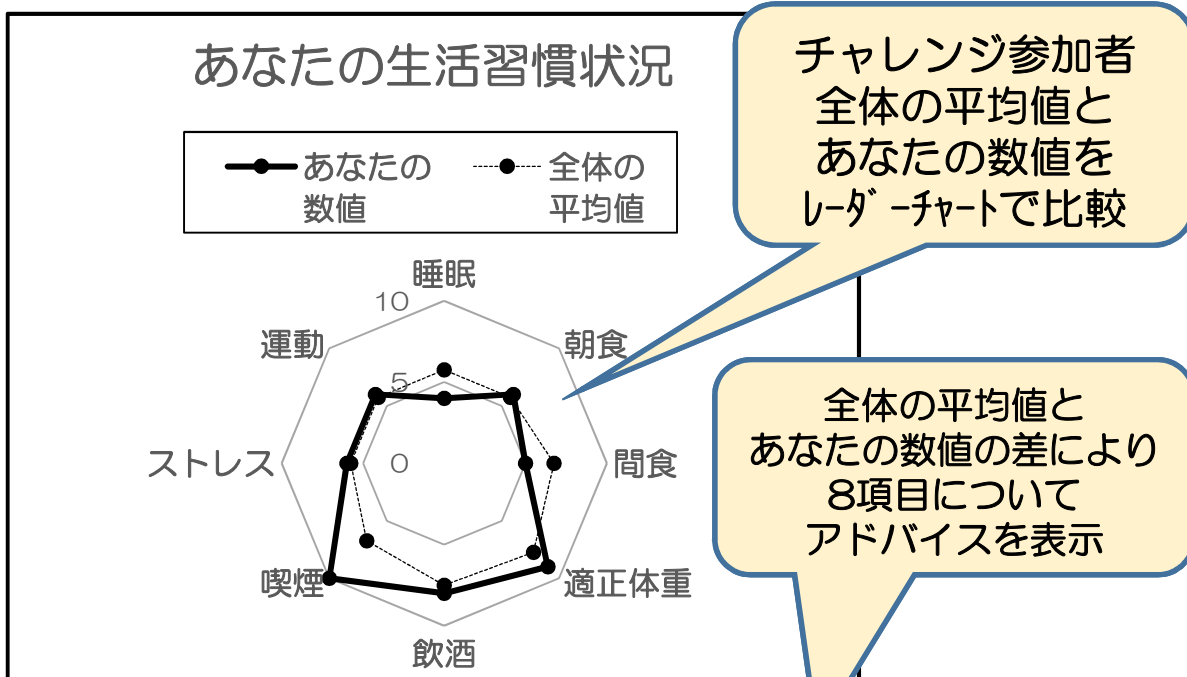 あなたの生活習慣状況
あなたの
数値
全体の
平均値
チャレンジ参加者
全体の平均値と
あなたの数値を
ﾚｰﾀﾞｰﾁｬｰﾄで比較
睡眠
10
運動
朝食
5
ストレス
0
間食
喫煙
適正体重
飲酒
全体の平均値と
あなたの数値の差により
8項目について
アドバイスを表示